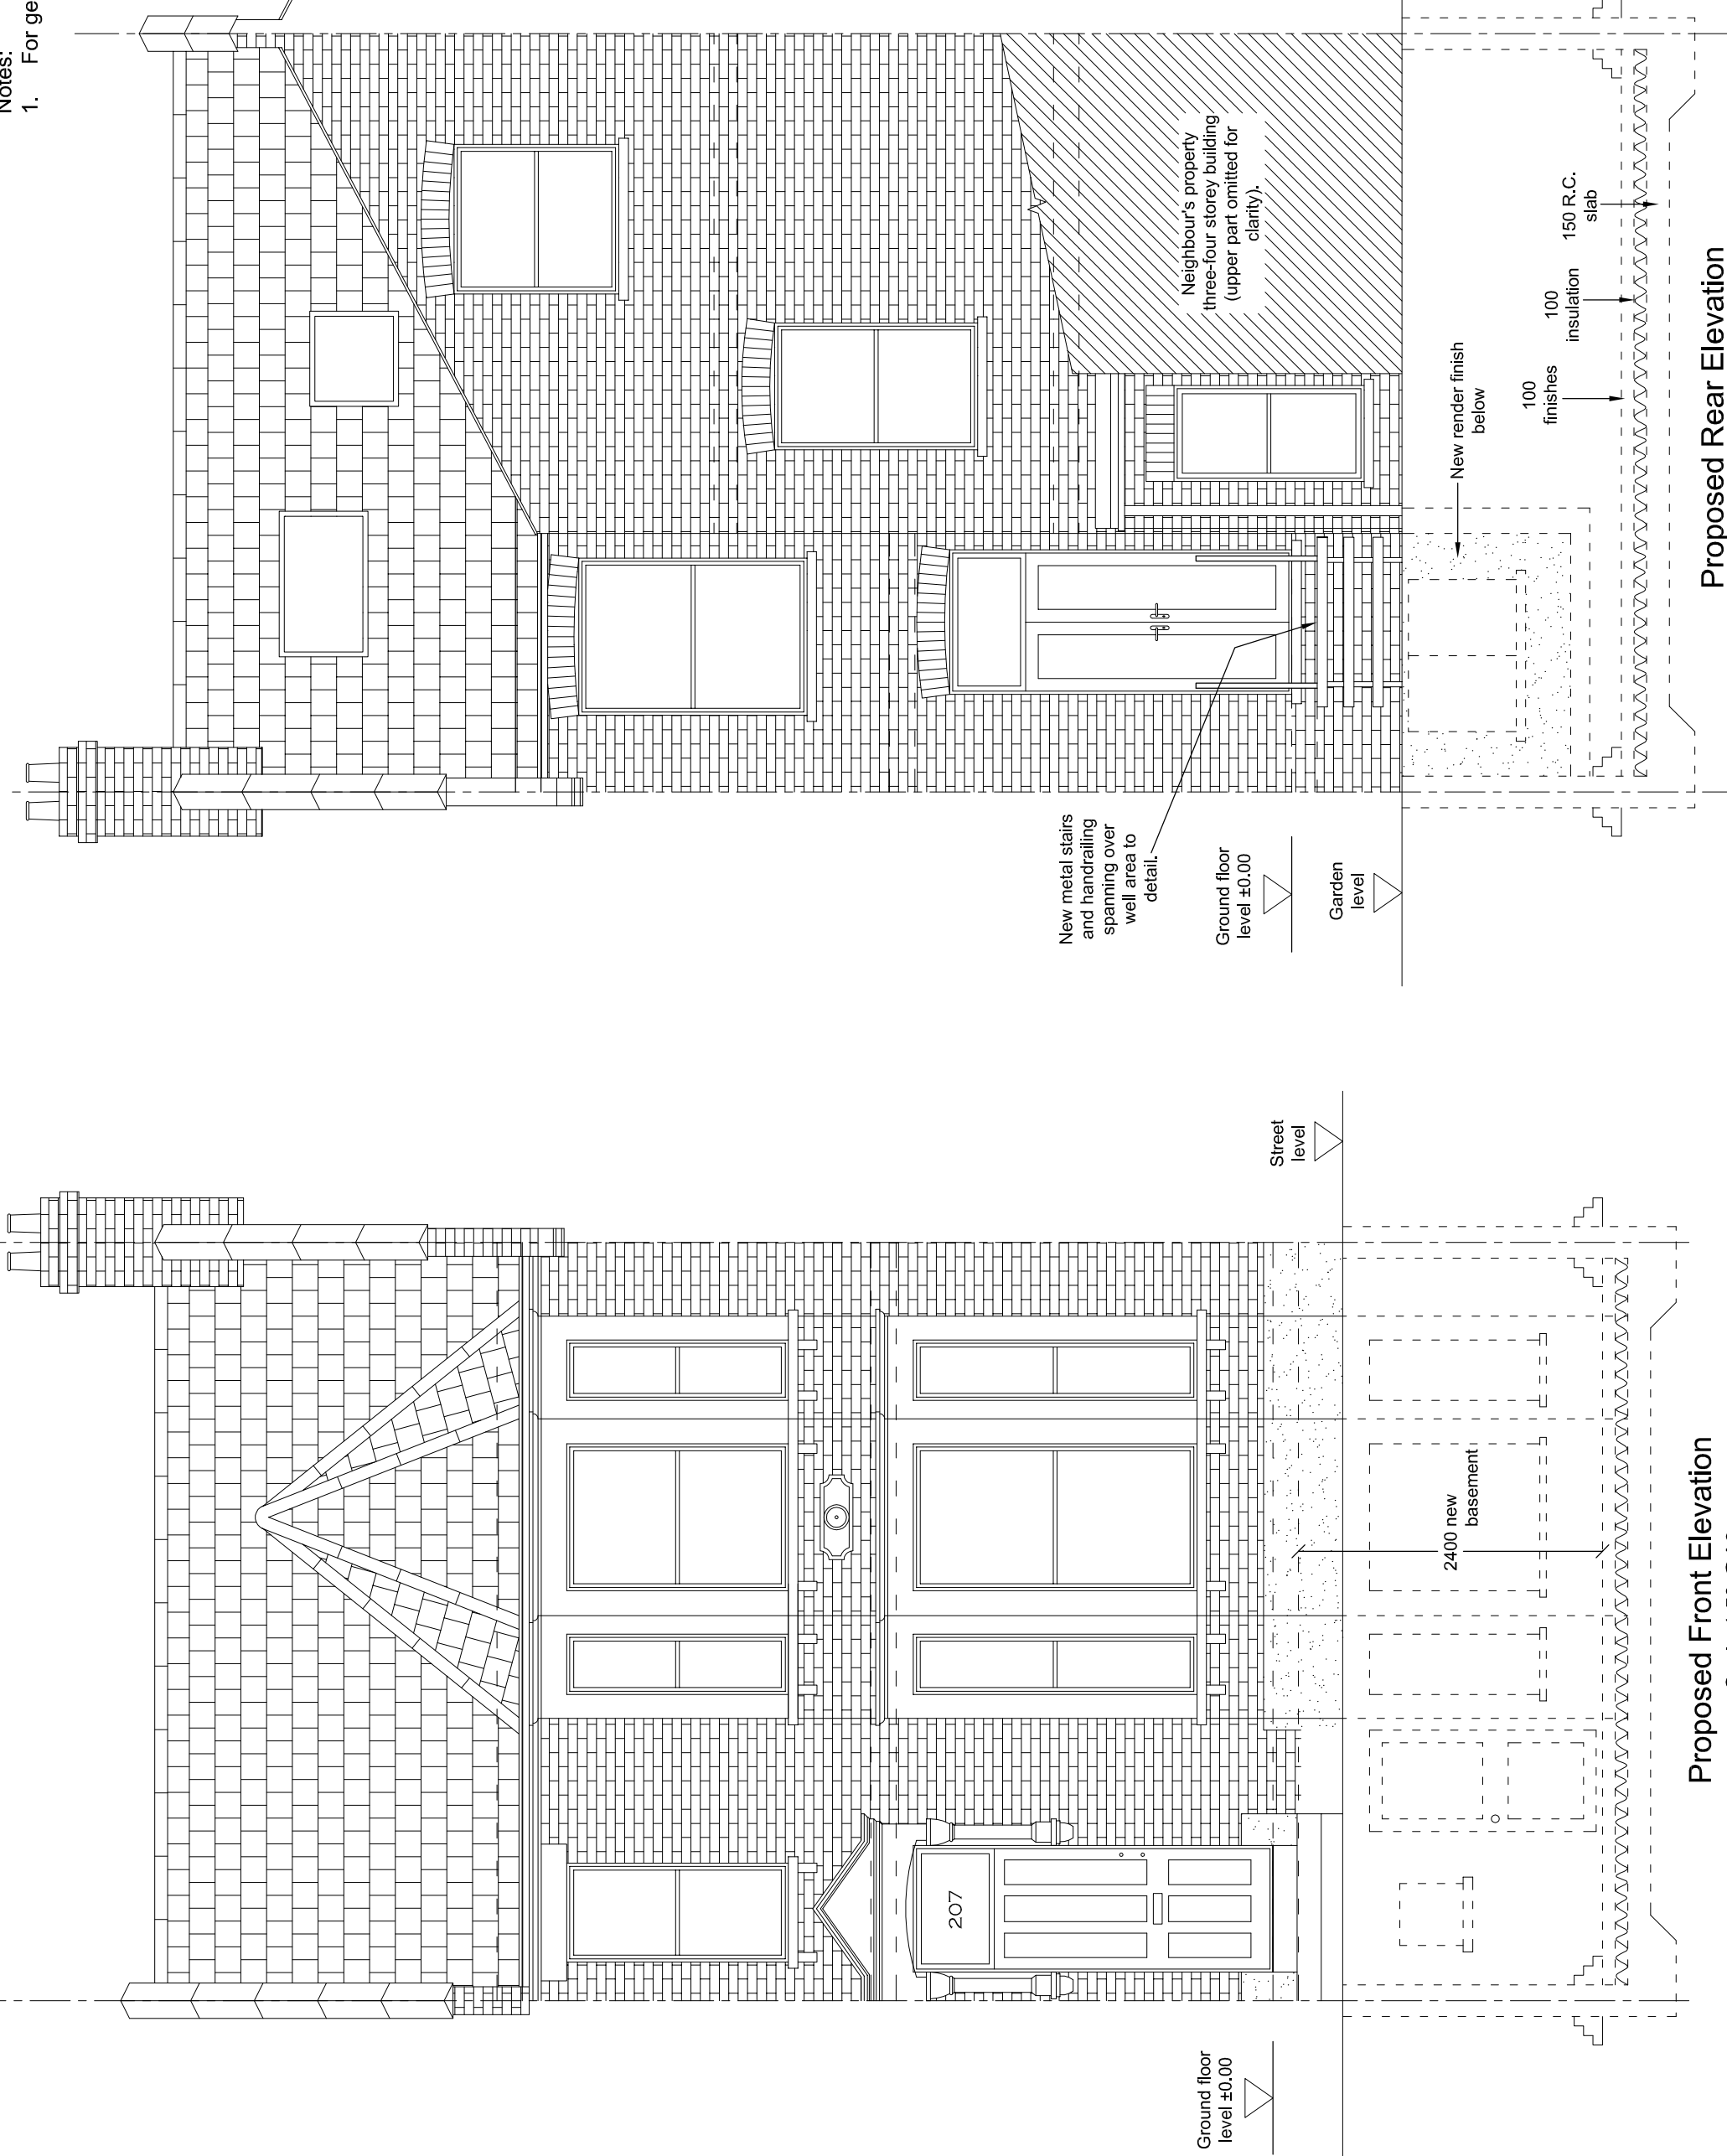 Notes:
1. For ge
Neighbour's property
three-four storey building
(upper part omitted for
clarity).
New metal stairs
and handrailing
spanning over
well area to
detail.
Ground floor
level ±0.00
Garden
level
New render finish
below
100
finishes
100
insulation
150 R.C.
slab
Proposed Rear Elevation
Street
level
207
2400 new
basement
Ground floor
level ±0.00
Proposed Front Elevation